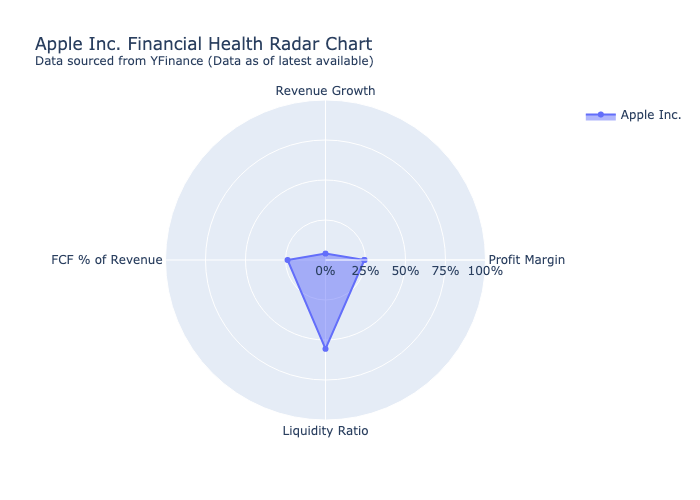 Apple Inc. Financial Health Radar Chart
Data sourced from YFinance (Data as of latest available)
Revenue Growth
Apple Inc.
FCF % of Revenue
Profit Margin
0% 25% 50% 75% 100%
Liquidity Ratio